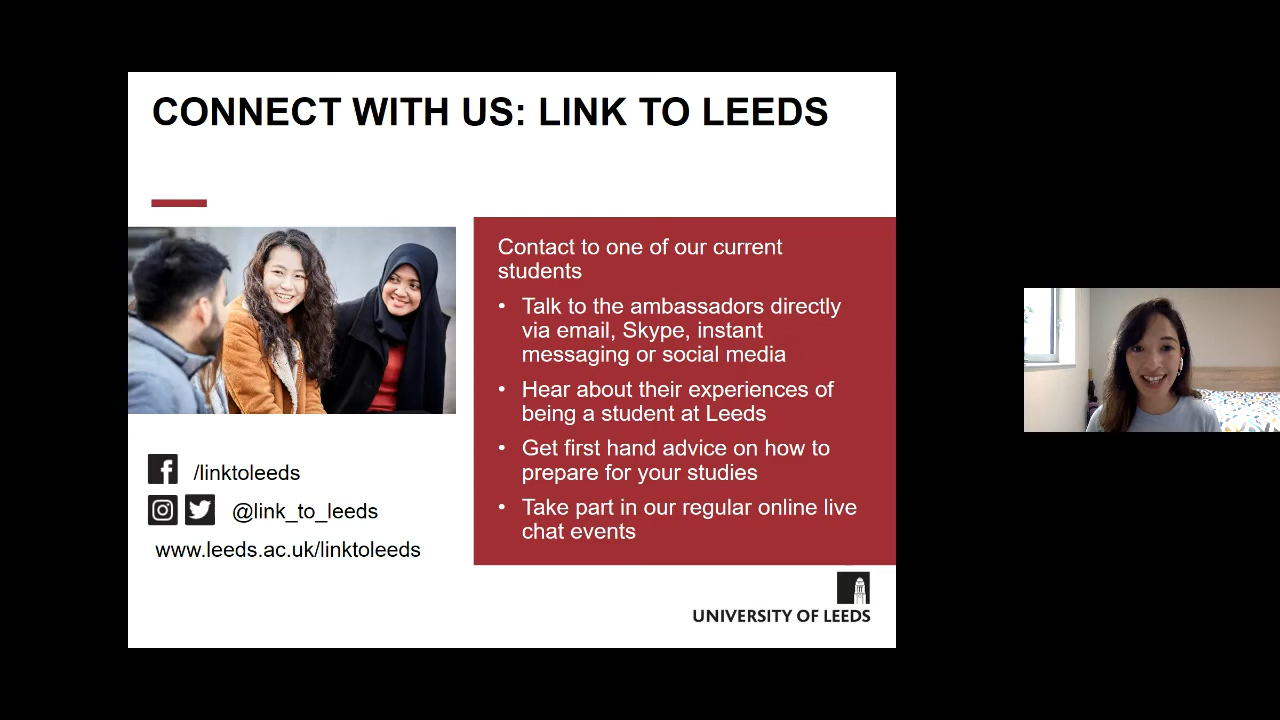 CONNECT WITH US: LINK TO LEEDS
Contact to one of our current
students
• Talk to the ambassadors directly
via email, Skype, instant
messaging or social media
• Hear about their experiences of
being a student at Leeds
• Get first hand advice on how to
prepare for your studies
• Take part in our regular online live
chat events
/linktoleeds
@link_to_leeds
www.leeds.ac.uk/linktoleeds
UNIVERSITY OF LEEDS